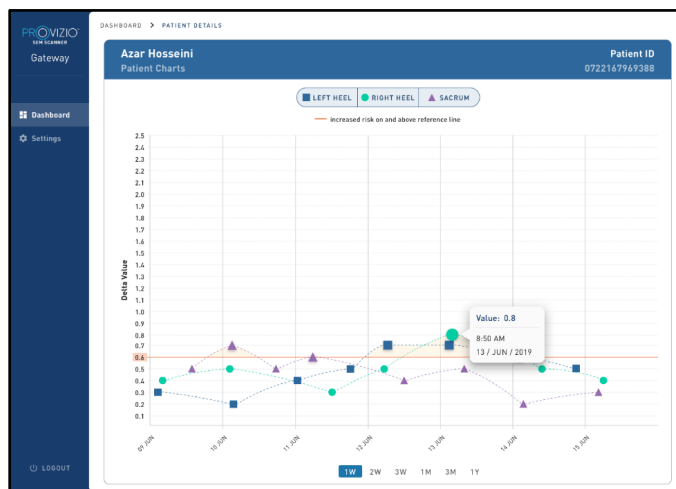 DASHBOARD > PATIENT DETAILS
PROVIZIO
SEM SCANNER
Gateway
Dashboard
Settings
LOGOUT
Azar Hosseini
Patient Charts
Patient ID
0722167969388
LEFT HEEL RIGHT HEEL SACRUM
increased risk on and above reference line
Delta Value
2.5
2.4
2.3
2.2
2.1
2.0
1.9
1.8
1.7
1.6
1.5
1.4
1.3
1.2
1.1
1.0
0.9
0.8
0.7
0.6
0.5
0.4
0.3
0.2
0.1
Value: 0.8
8:50 AM
13 / JUN / 2019
09 JUN
10 JUN
11 JUN
12 JUN
13 JUN
14 JUN
15 JUN
1W 2W 3W 1M 3M 1Y